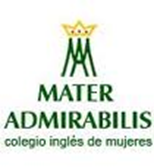 MATER
ADMIRABILIS
colegio inglés de mujeres